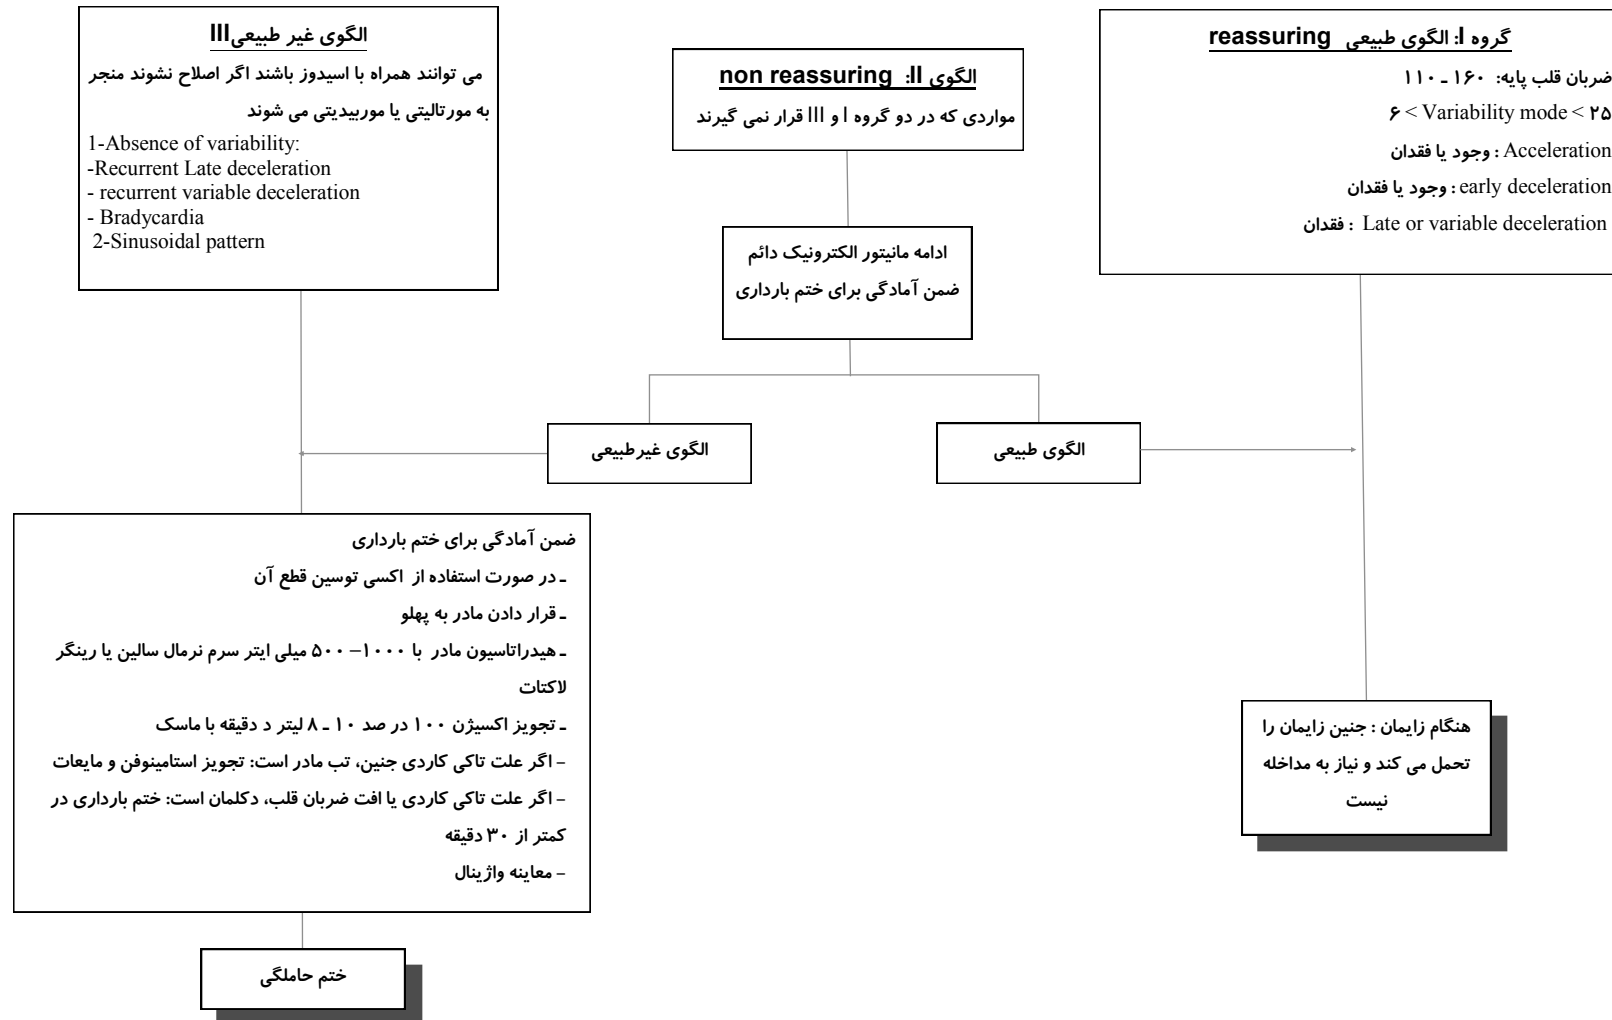 گروه I: الگوی طبیعی reassuring
ضربان قلب پایه: ۱۶۰ ـ ۱۱۰
۶ < Variability mode < ۲۵
Acceleration : وجود یا فقدان
early deceleration : وجود یا فقدان
Late or variable deceleration : فقدان
الگوی II: non reassuring
مواردی که در دو گروه I و III قرار نمی گیرند
الگوی غیر طبیعیIII
می توانند همراه با اسیدوز باشند اگر اصلاح نشوند منجر
به مورتالیتی یا موربیدیتی می شوند
1-Absence of variability:
-Recurrent Late deceleration
- recurrent variable deceleration
- Bradycardia
2-Sinusoidal pattern
ادامه مانیتور الکترونیک دائم
ضمن آمادگی برای ختم بارداری
الگوی طبیعی
الگوی غیرطبیعی
ضمن آمادگی برای ختم بارداری
ـ در صورت استفاده از اکسی توسین قطع آن
ـ قرار دادن مادر به پهلو
ـ هیدراتاسیون مادر با ۱۰۰۰– ۵۰۰ میلی ایتر سرم نرمال سالین یا رینگر
لاکتات
ـ تجویز اکسیژن ۱۰۰ در صد ۱۰ ـ ۸ لیتر د دقیقه با ماسک
– اگر علت تاکی کاردی جنین، تب مادر است: تجویز استامینوفن و مایعات
– اگر علت تاکی کاردی یا افت ضربان قلب، دکلمان است: ختم بارداری در
کمتر از ۳۰ دقیقه
– معاینه واژینال
هنگام زایمان : جنین زایمان را
تحمل می کند و نیاز به مداخله
نیست
ختم حاملگی